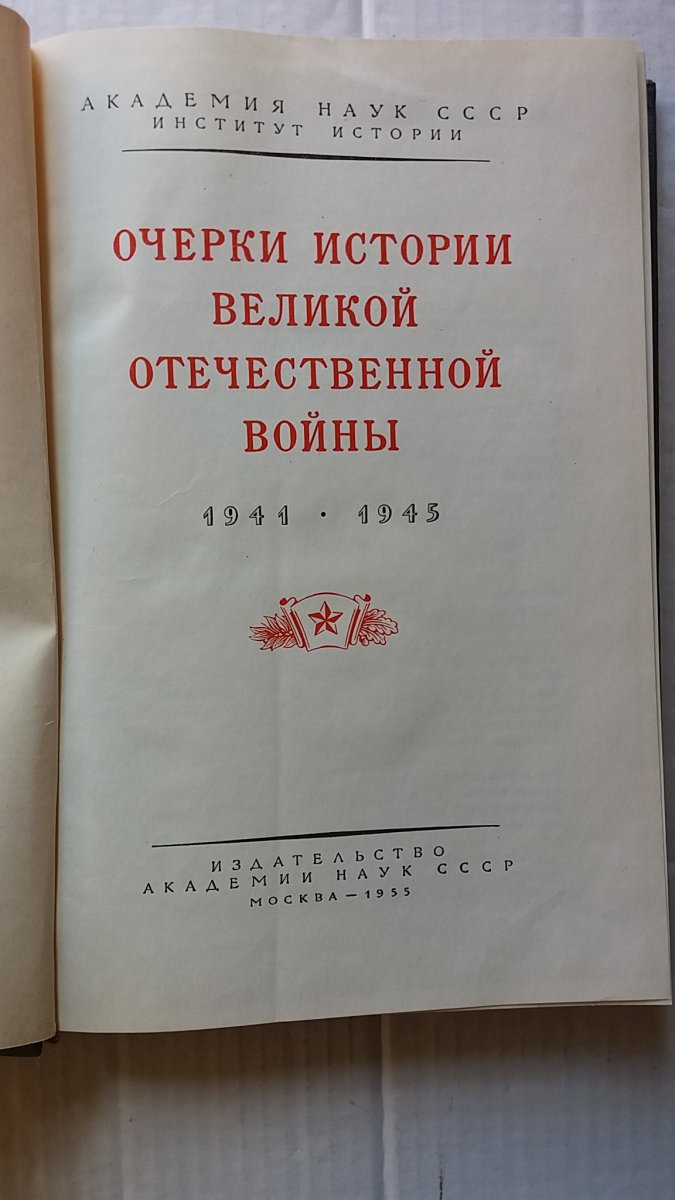 АКАДЕМИЯ НАУК СССР
ИНСТИТУТ ИСТОРИИ
ОЧЕРКИ ИСТОРИИ
ВЕЛИКОЙ
ОТЕЧЕСТВЕННОЙ
ВОЙНЫ
1941 · 1945
ИЗДАТЕЛЬСТВО
АКАДЕМИИ НАУК СССР
МОСКВА — 1955